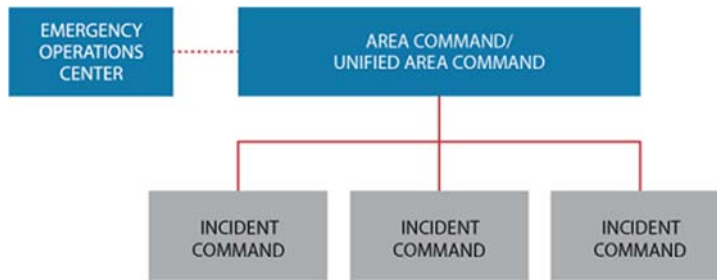 EMERGENCY
OPERATIONS
CENTER
AREA COMMAND/
UNIFIED AREA COMMAND
INCIDENT
COMMAND
INCIDENT
COMMAND
INCIDENT
COMMAND